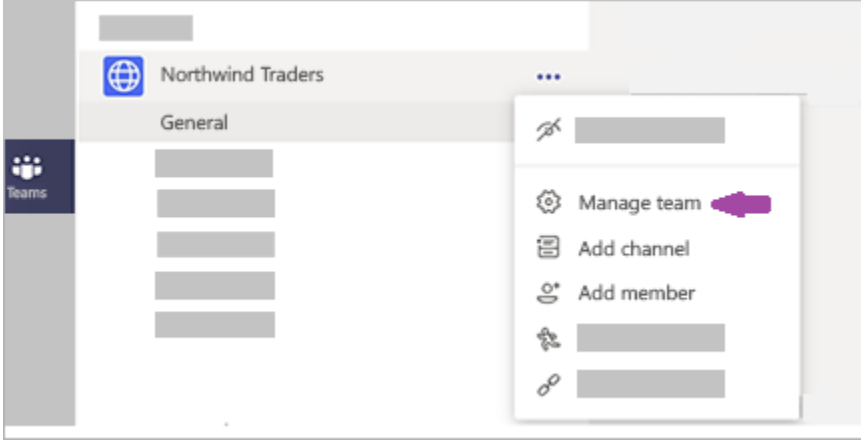 Northwind Traders
General
Teams
Manage team
Add channel
Add member